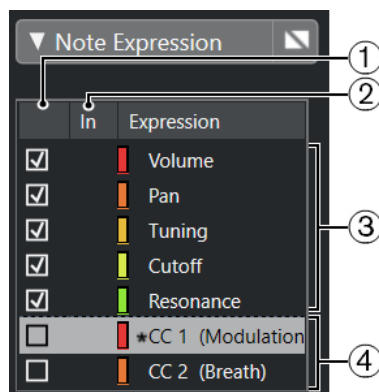 Note Expression
1
2
In Expression
Volume
Pan
3
Tuning
Cutoff
Resonance
*CC 1 (Modulation
4
CC 2 (Breath)